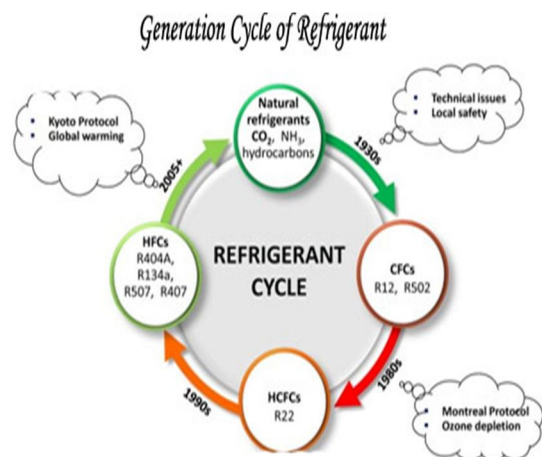 Generation Cycle of Refrigerant
Kyoto Protocol
Global warming
Natural
refrigerants
CO₂, NH₃,
hydrocarbons
Technical issues
Local safety
2005+
1930s
HFCs
R404A,
R134a,
R507, R407
REFRIGERANT
CYCLE
CFCs
R12, R502
1990s
HCFCs
R22
1980s
Montreal Protocol
Ozone depletion